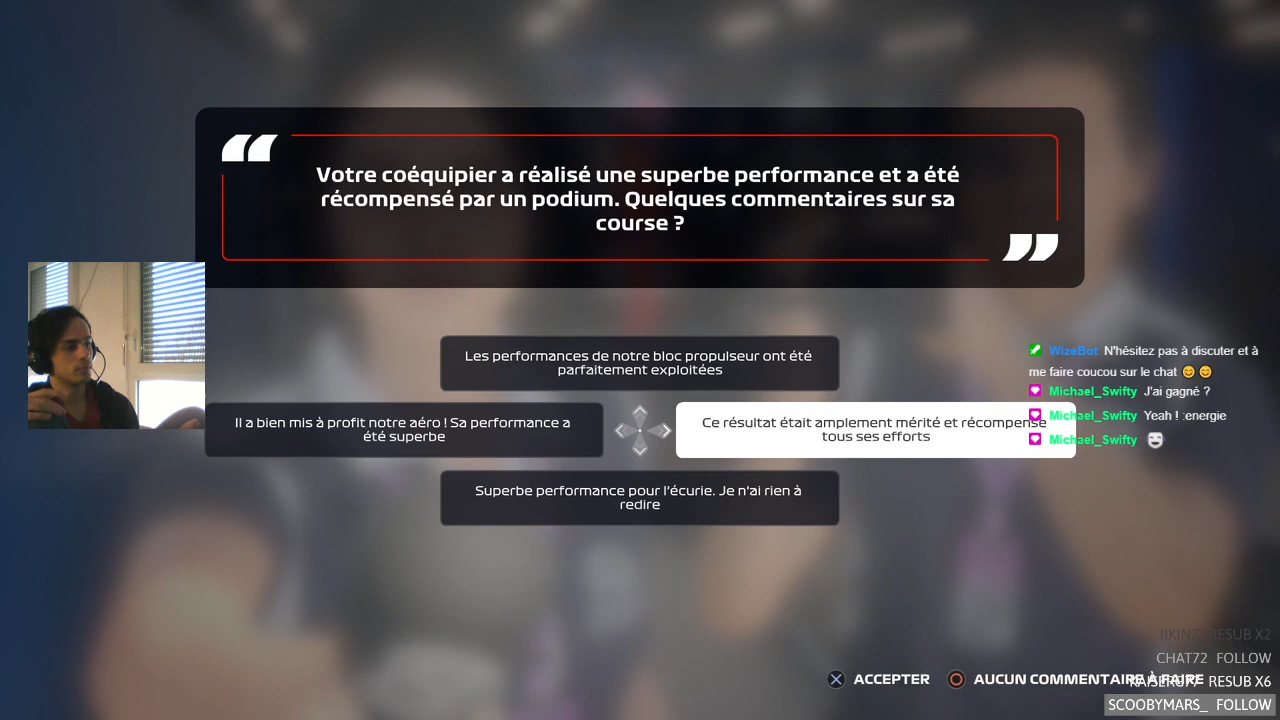 Votre coéquipier a réalisé une superbe performance et a été
récompensé par un podium. Quelques commentaires sur sa
course ?
Les performances de notre bloc propulseur ont été
parfaitement exploitées
Il a bien mis à profit notre aéro ! Sa performance a
été superbe
Ce résultat était amplement mérité et récompense
tous ses efforts
Superbe performance pour l'écurie. Je n'ai rien à
redire
WizeBot N'hésitez pas à discuter et à
me faire coucou sur le chat
Michael_Swifty J'ai gagné ?
Michael_Swifty Yeah ! :energie
Michael_Swifty
RESUB X2
CHAT72 FOLLOW
RESUB X6
SCOOBYMARS_ FOLLOW
ACCEPTER
AUCUN COMMENTAIRE À FAIRE